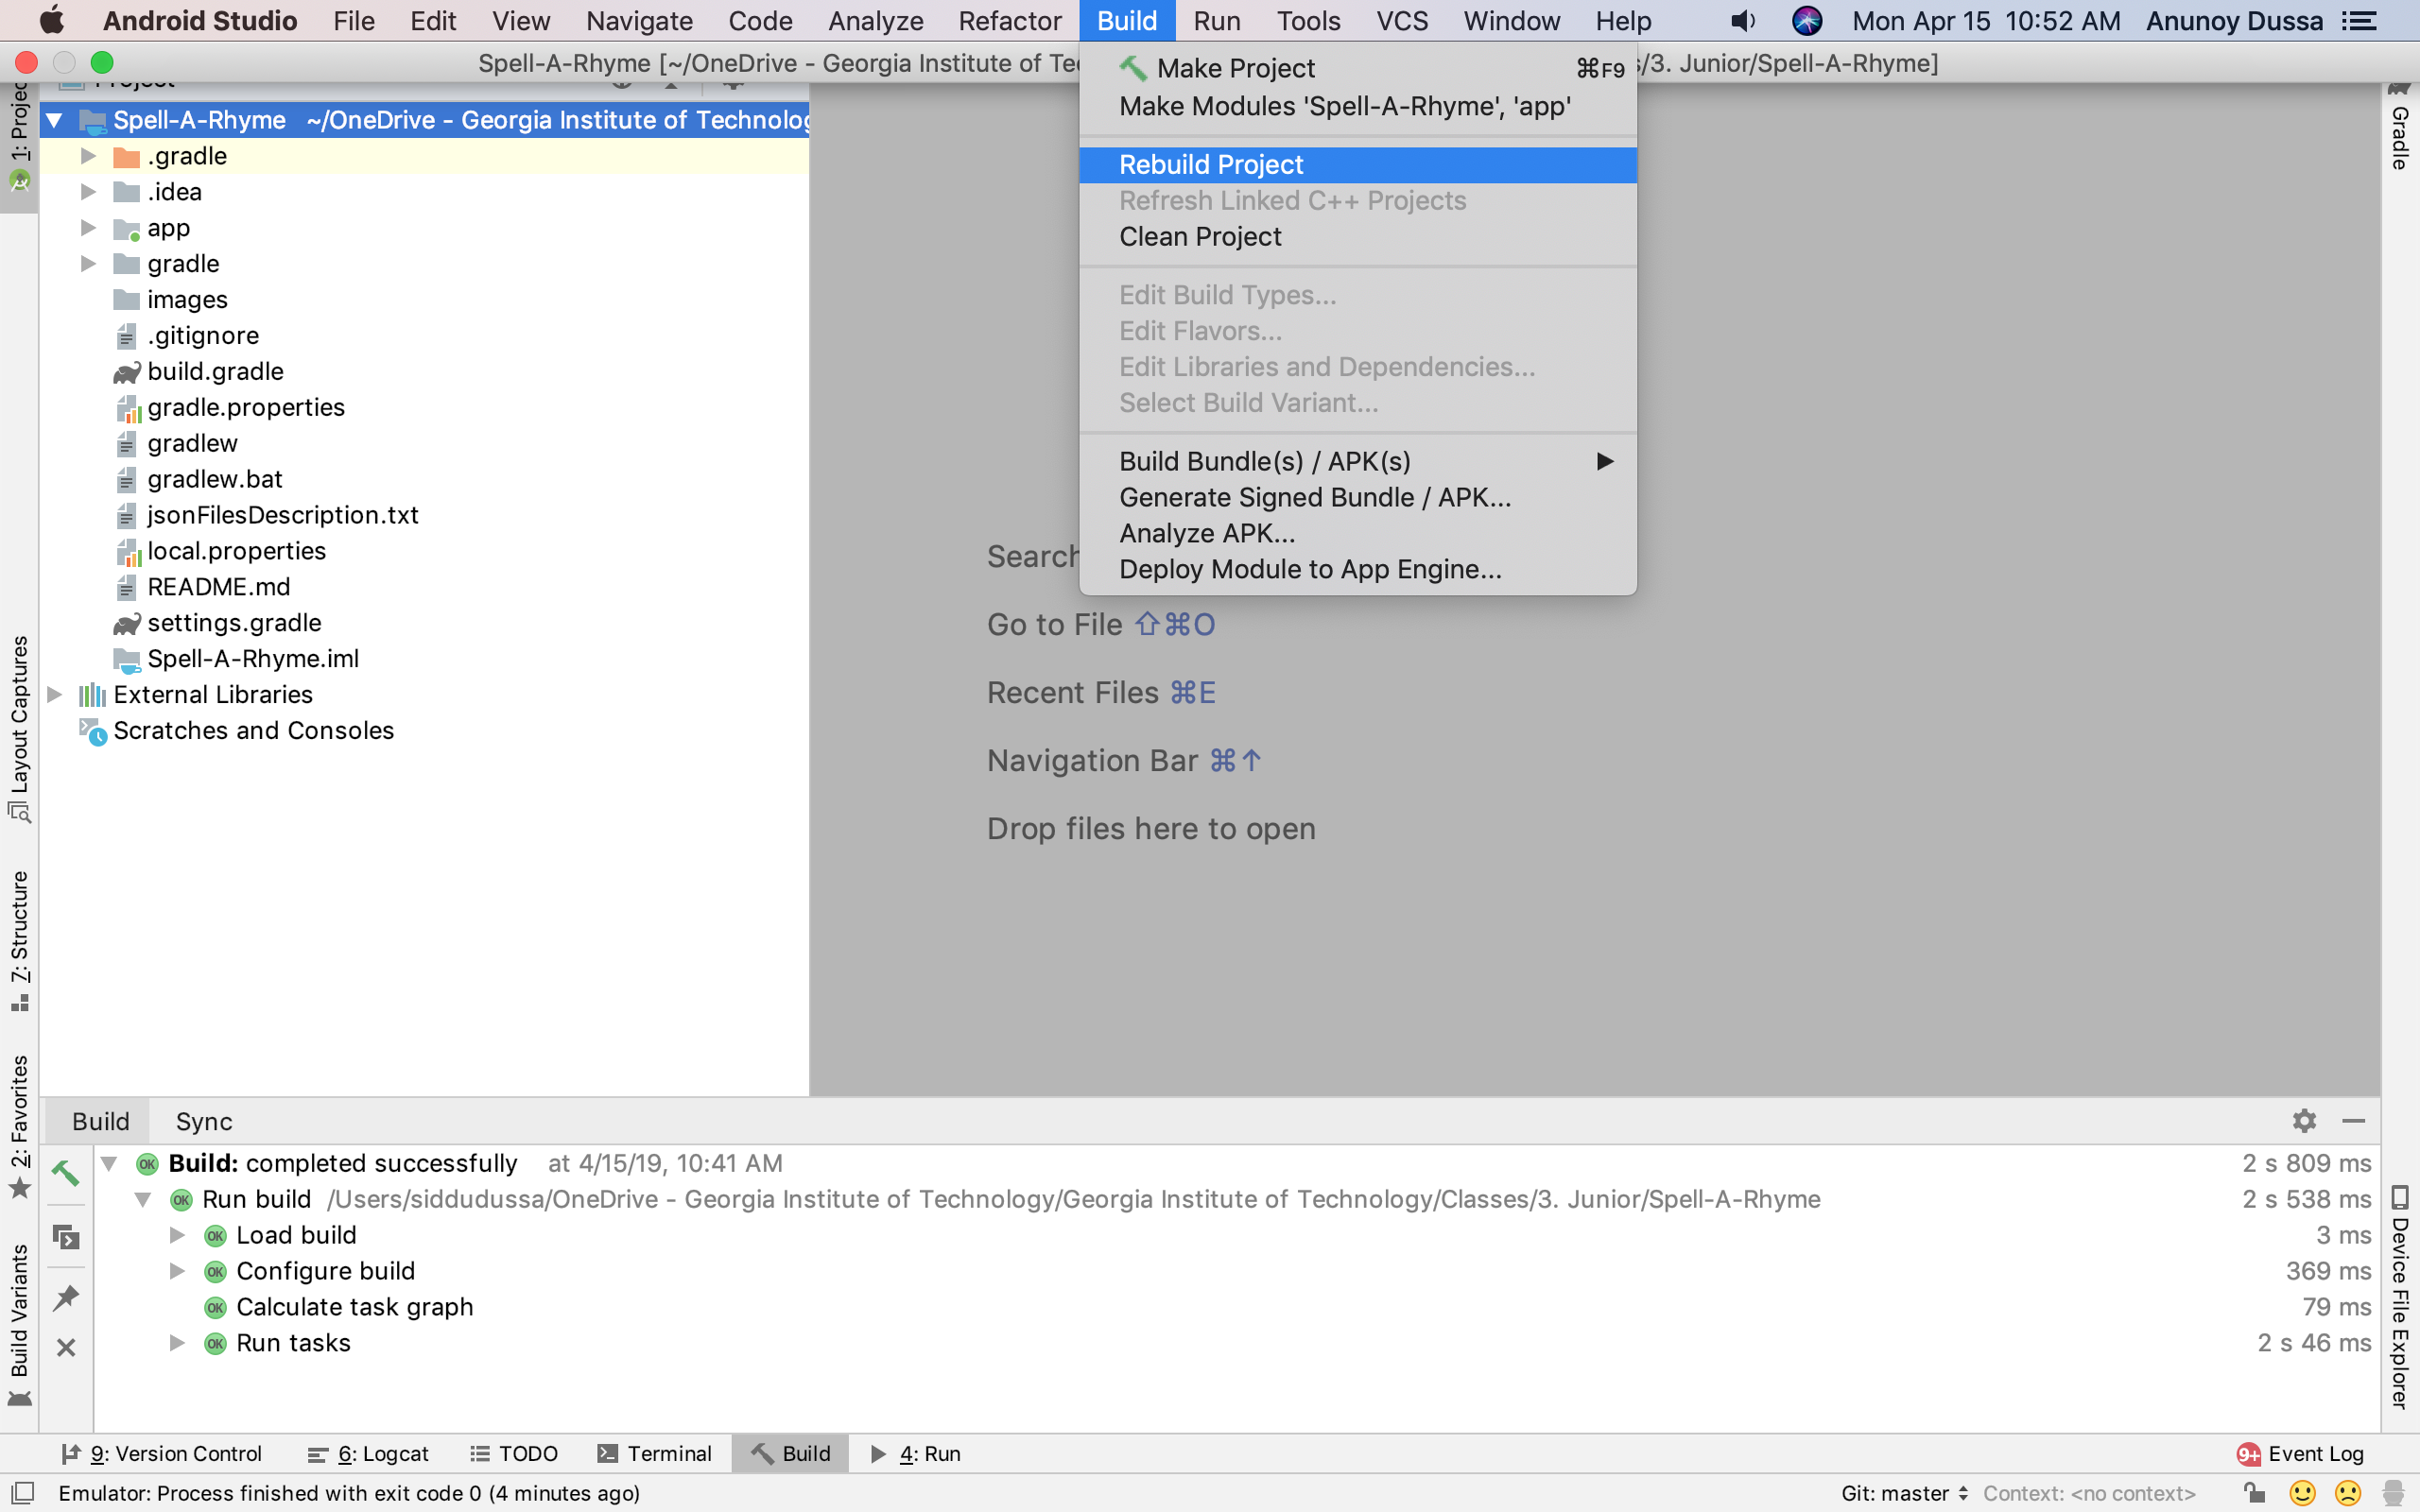 Android Studio File Edit View Navigate Code Analyze Refactor Build Run Tools VCS Window Help Mon Apr 15 10:52 AM Anunoy Dussa
Spell-A-Rhyme [~/OneDrive - Georgia Institute of Te
s/3. Junior/Spell-A-Rhyme]
Make Project ⌘F9
Make Modules 'Spell-A-Rhyme', 'app'
Rebuild Project
Refresh Linked C++ Projects
Clean Project
Edit Build Types...
Edit Flavors...
Edit Libraries and Dependencies...
Select Build Variant...
Build Bundle(s) / APK(s)
Generate Signed Bundle / APK...
Analyze APK...
Deploy Module to App Engine...
Project
Spell-A-Rhyme ~/OneDrive - Georgia Institute of Technolog
.gradle
.idea
app
gradle
images
.gitignore
build.gradle
gradle.properties
gradlew
gradlew.bat
jsonFilesDescription.txt
local.properties
README.md
settings.gradle
Spell-A-Rhyme.iml
External Libraries
Scratches and Consoles
Search
Go to File ⇧⌘O
Recent Files ⌘E
Navigation Bar ⌘↑
Drop files here to open
1: Project
Layout Captures
7: Structure
2: Favorites
Build Variants
Gradle
Device File Explorer
Build Sync
Build: completed successfully at 4/15/19, 10:41 AM 2 s 809 ms
Run build /Users/siddudussa/OneDrive - Georgia Institute of Technology/Georgia Institute of Technology/Classes/3. Junior/Spell-A-Rhyme 2 s 538 ms
OK Load build 3 ms
OK Configure build 369 ms
OK Calculate task graph 79 ms
OK Run tasks 2 s 46 ms
9: Version Control 6: Logcat TODO Terminal Build 4: Run 9+ Event Log
Emulator: Process finished with exit code 0 (4 minutes ago) Git: master Context: <no context>